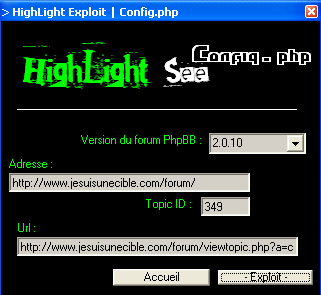 > HighLight Exploit | Config.php
HighLight See
Config - php
Version du forum PhpBB : 2.0.10
Adresse :
http://www.jesuisunecible.com/forum/
Topic ID : 349
Url :
http://www.jesuisunecible.com/forum/viewtopic.php?a=c
Accueil
- Exploit -